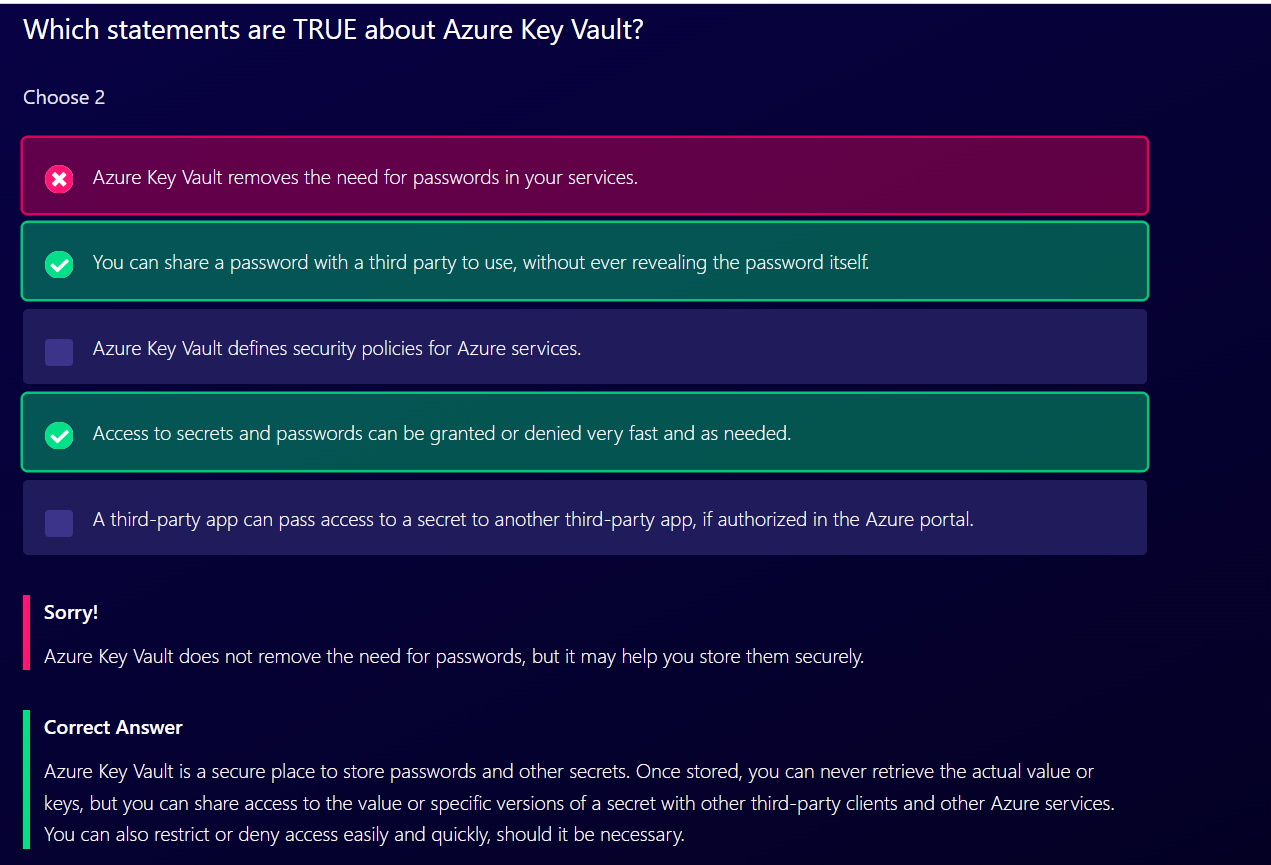 Which statements are TRUE about Azure Key Vault?
Choose 2
Azure Key Vault removes the need for passwords in your services.
You can share a password with a third party to use, without ever revealing the password itself.
Azure Key Vault defines security policies for Azure services.
Access to secrets and passwords can be granted or denied very fast and as needed.
A third-party app can pass access to a secret to another third-party app, if authorized in the Azure portal.
Sorry!
Azure Key Vault does not remove the need for passwords, but it may help you store them securely.
Correct Answer
Azure Key Vault is a secure place to store passwords and other secrets. Once stored, you can never retrieve the actual value or
keys, but you can share access to the value or specific versions of a secret with other third-party clients and other Azure services.
You can also restrict or deny access easily and quickly, should it be necessary.